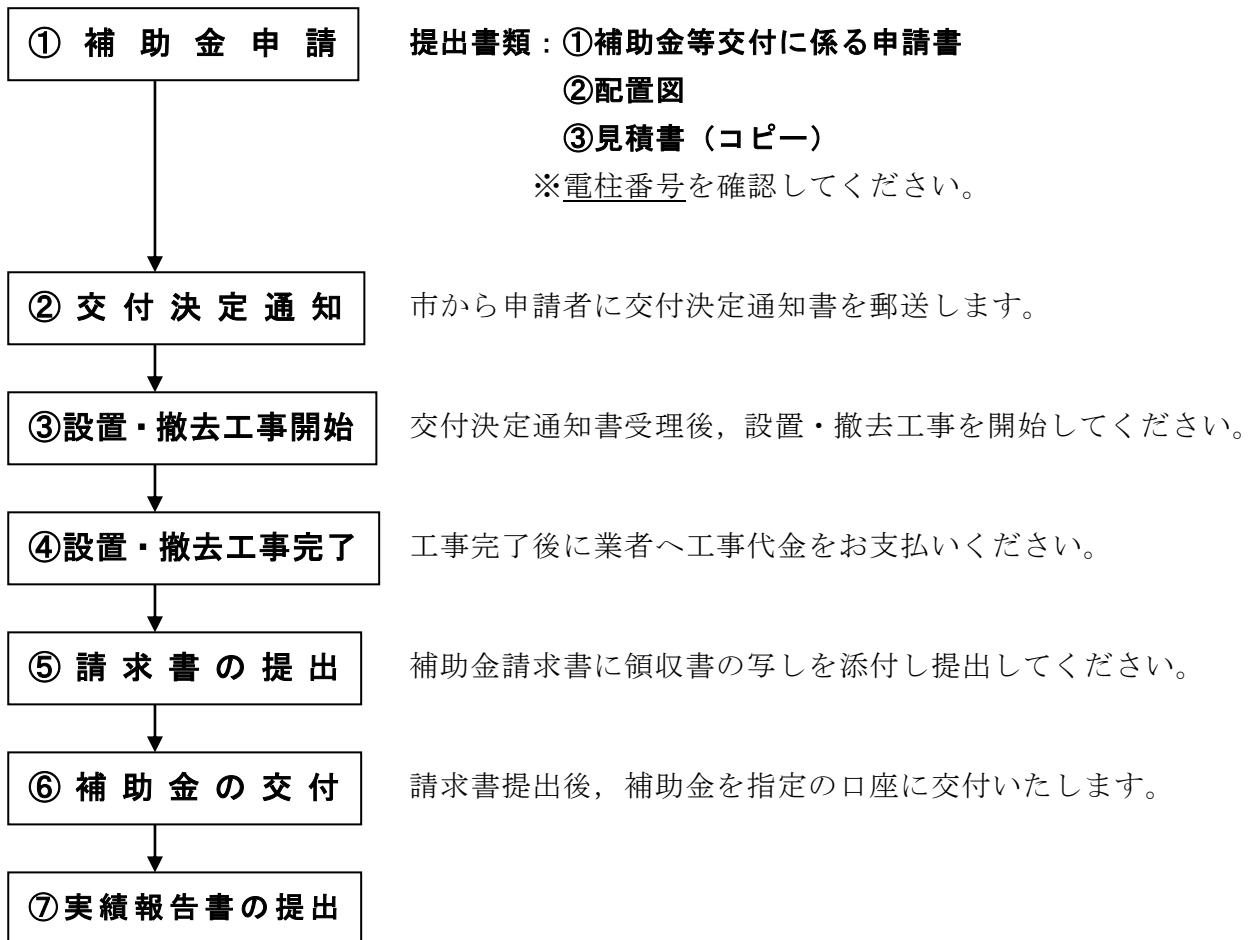 ①補助金申請
提出書類：①補助金等交付に係る申請書
②配置図
③見積書（コピー）
※電柱番号を確認してください。
②交付決定通知
市から申請者に交付決定通知書を郵送します。
③設置・撤去工事開始
交付決定通知書受理後，設置・撤去工事を開始してください。
④設置・撤去工事完了
工事完了後に業者へ工事代金をお支払いください。
⑤請求書の提出
補助金請求書に領収書の写しを添付し提出してください。
⑥補助金の交付
請求書提出後，補助金を指定の口座に交付いたします。
⑦実績報告書の提出